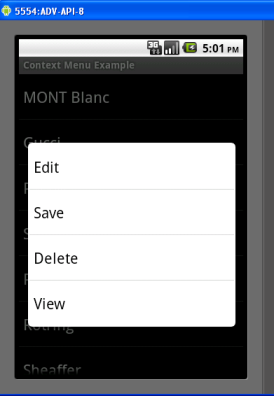 5554:ADV-API-8
3G
5:01 PM
Context Menu Example
MONT Blanc
Gucci
Edit
Save
Delete
View
Rotring
Sheaffer